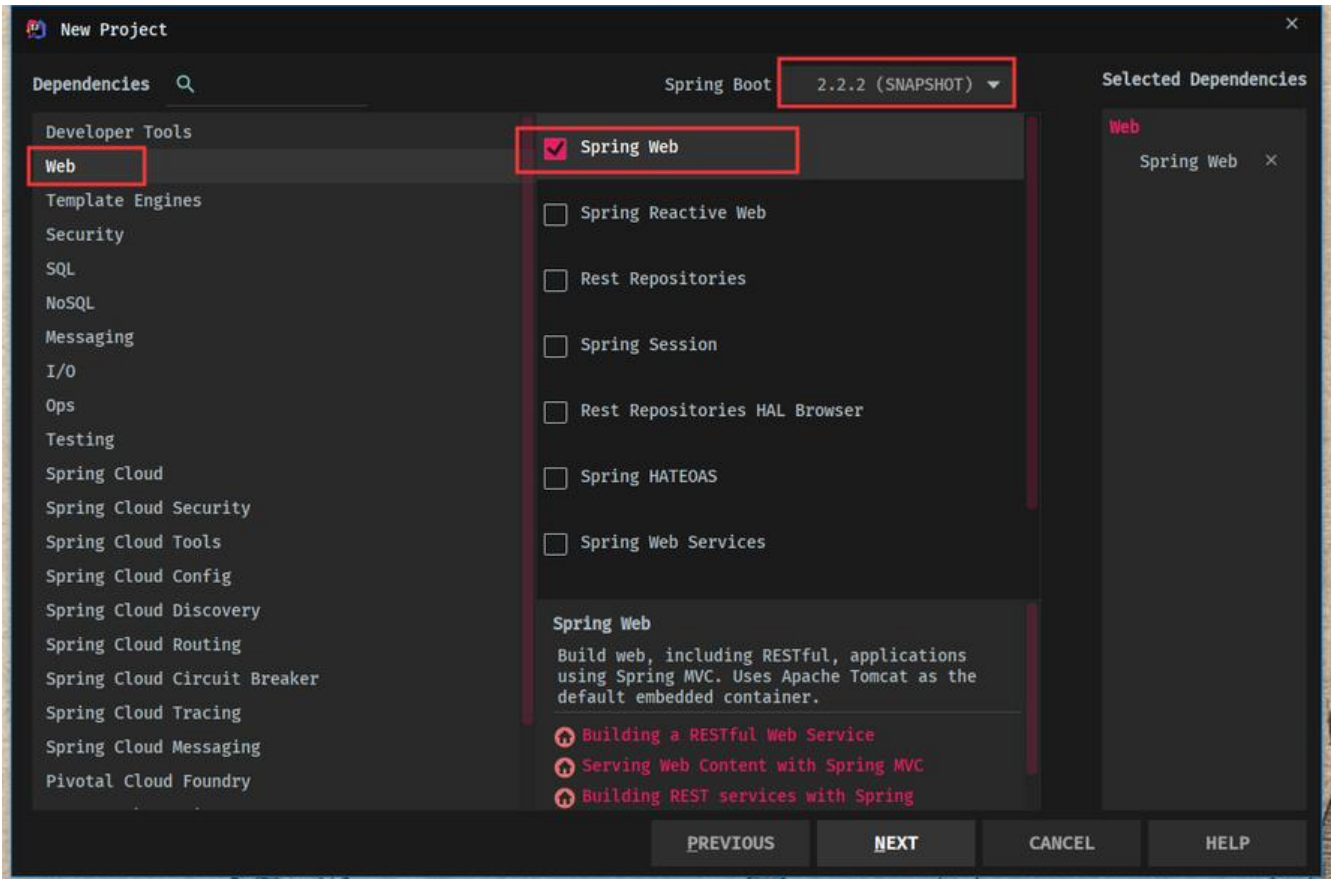 New Project
Dependencies
Spring Boot 2.2.2 (SNAPSHOT)
Selected Dependencies
Developer Tools
Web
Template Engines
Security
SQL
NoSQL
Messaging
I/O
Ops
Testing
Spring Cloud
Spring Cloud Security
Spring Cloud Tools
Spring Cloud Config
Spring Cloud Discovery
Spring Cloud Routing
Spring Cloud Circuit Breaker
Spring Cloud Tracing
Spring Cloud Messaging
Pivotal Cloud Foundry
Spring Web
Spring Reactive Web
Rest Repositories
Spring Session
Rest Repositories HAL Browser
Spring HATEOAS
Spring Web Services
Spring Web
Build web, including RESTful, applications
using Spring MVC. Uses Apache Tomcat as the
default embedded container.
Building a RESTful Web Service
Serving Web Content with Spring MVC
Building REST services with Spring
Web
Spring Web
PREVIOUS
NEXT
CANCEL
HELP